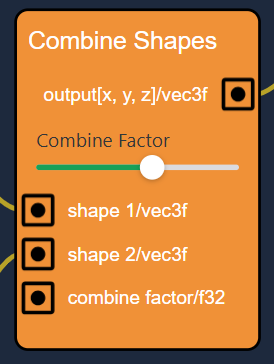 Combine Shapes
output[x, y, z]/vec3f
Combine Factor
shape 1/vec3f
shape 2/vec3f
combine factor/f32